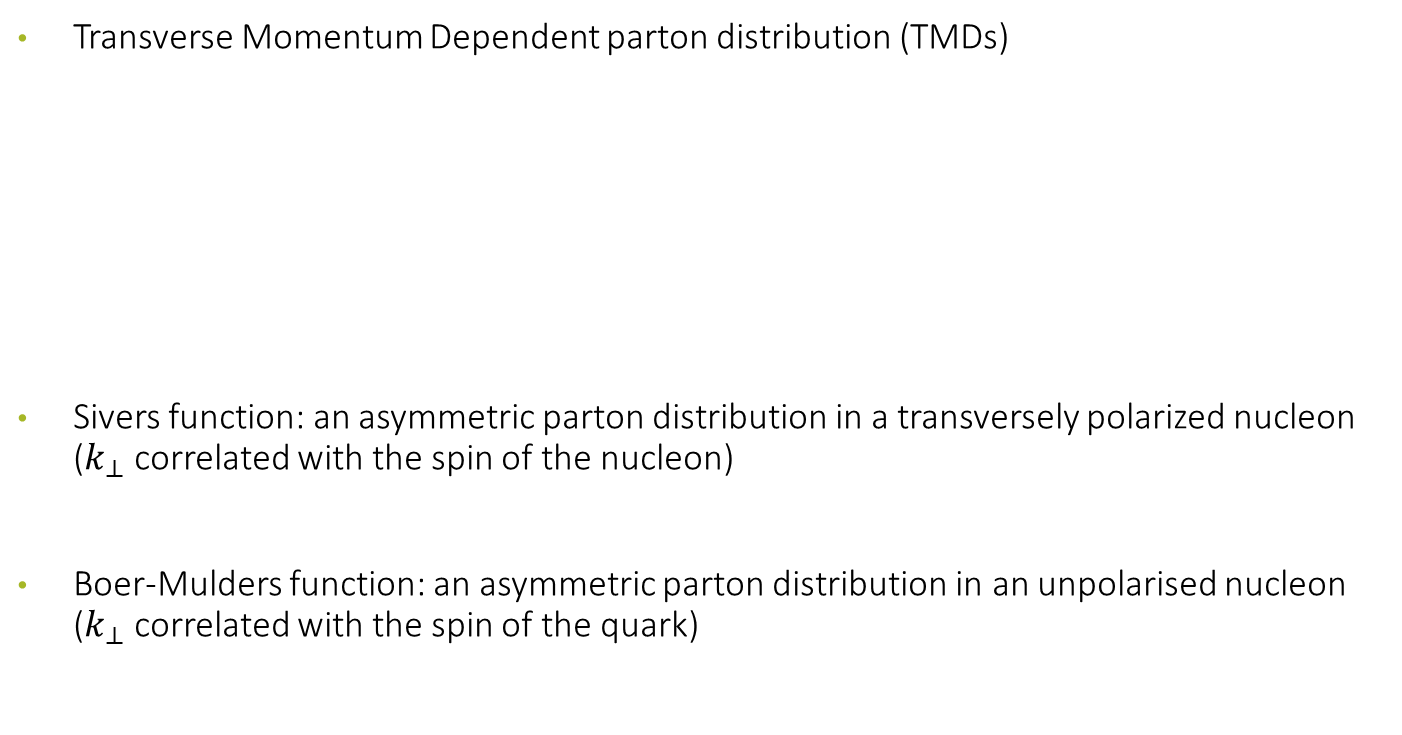 • Transverse Momentum Dependent parton distribution (TMDs)
• Sivers function: an asymmetric parton distribution in a transversely polarized nucleon
(k⊥ correlated with the spin of the nucleon)
• Boer-Mulders function: an asymmetric parton distribution in an unpolarised nucleon
(k⊥ correlated with the spin of the quark)